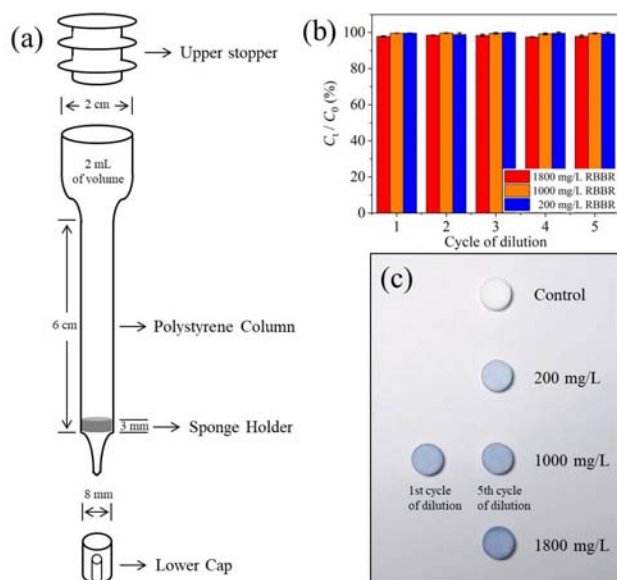 (a)
Upper stopper
2 cm
2 mL
of volume
6 cm
Polystyrene Column
3 mm
Sponge Holder
8 mm
Lower Cap
(b)
100
80
60
40
20
0
Ct / C0 (%)
1800 mg/L RBBR
1000 mg/L RBBR
200 mg/L RBBR
1 2 3 4 5
Cycle of dilution
(c)
Control
200 mg/L
1000 mg/L
1st cycle
of dilution
5th cycle
of dilution
1800 mg/L